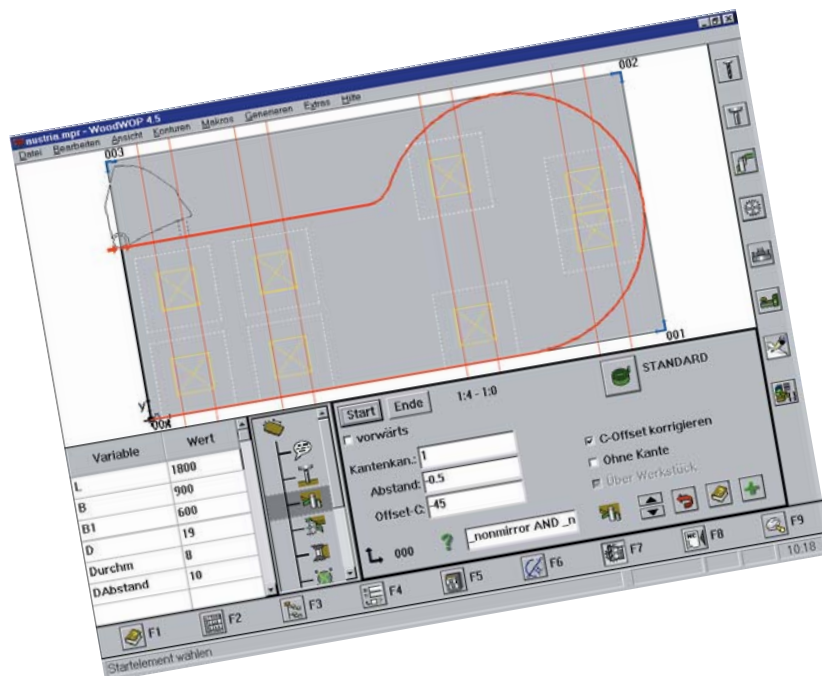 austria.mpr - WoodWOP 4.5
Datei Bearbeiten Ansicht Konturen Makros Generieren Extras Hilfe
003
002
001
Y
Variable Wert
L 1800
B 900
B1 600
D 19
Durchm 8
DAbstand 10
Start Ende 1:4 - 1:0
STANDARD
vorwärts
Kantenkan.: 1
Abstand: -0.5
Offset-C: -45
C-Offset korrigieren
Ohne Kante
Über Werkstück
000
? _nonmirror AND _n
F1 F2 F3 F4 F5 F6 F7 F8 F9
Startelement wählen
10.18